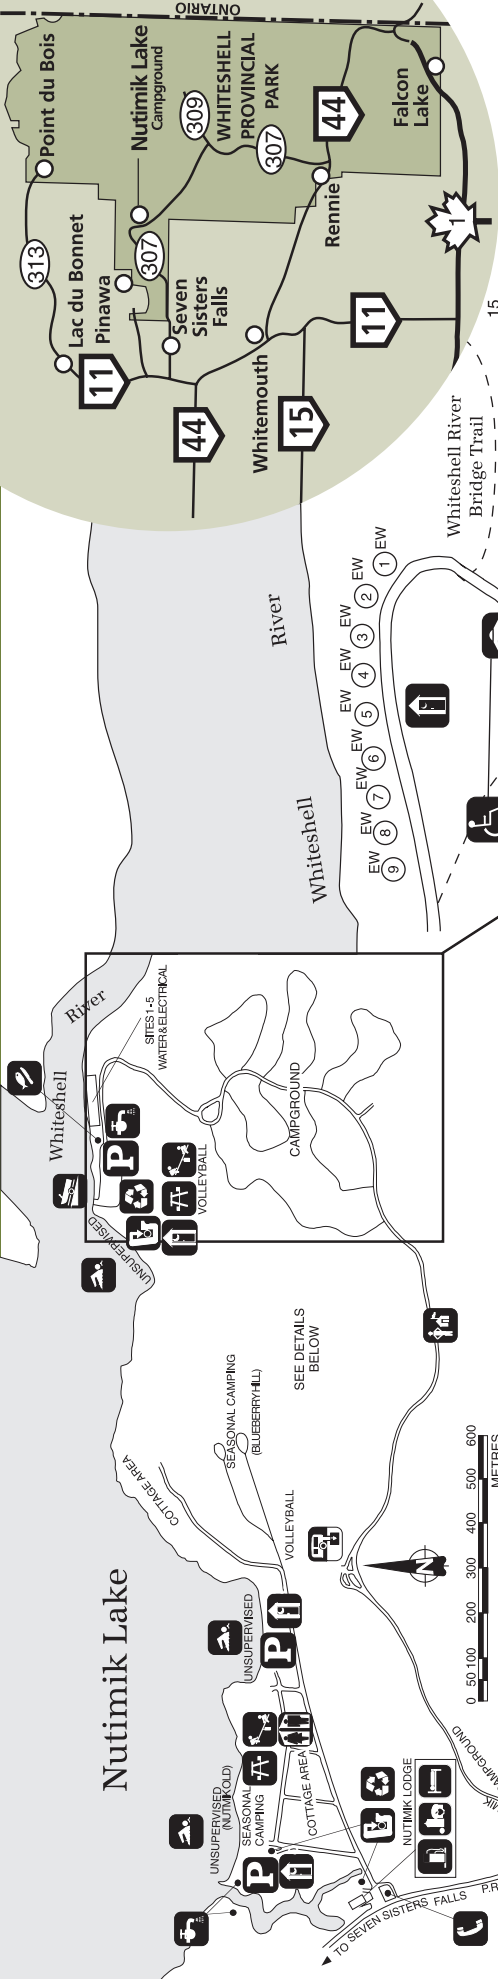 ONTARIO
Point du Bois
Nutimik Lake
Campground
309
WHITESHELL
PROVINCIAL
PARK
307
44
Falcon
Lake
313
Lac du Bonnet
Pinawa
307
Seven
Sisters
Falls
Rennie
1
11
11
44
Whitemouth
15
15
Whiteshell River
Bridge Trail
River
Whiteshell
EW
1
EW
2
EW
3
EW
4
EW
5
EW
6
EW
7
EW
8
EW
9
River
Whiteshell
SITES 1-5
WATER & ELECTRICAL
P
VOLLEYBALL
UNSUPERVISED
CAMPGROUND
SEE DETAILS
BELOW
SEASONAL CAMPING
(BLUEBERRY HILL)
COTTAGE AREA
VOLLEYBALL
Nutimik Lake
UNSUPERVISED
P
N
0 50 100 200 300 400 500 600
METRES
UNSUPERVISED
(NUTIMIK OLD)
SEASONAL
CAMPING
COTTAGE AREA
P
NUTIMIK LODGE
TO SEVEN SISTERS FALLS
P.R